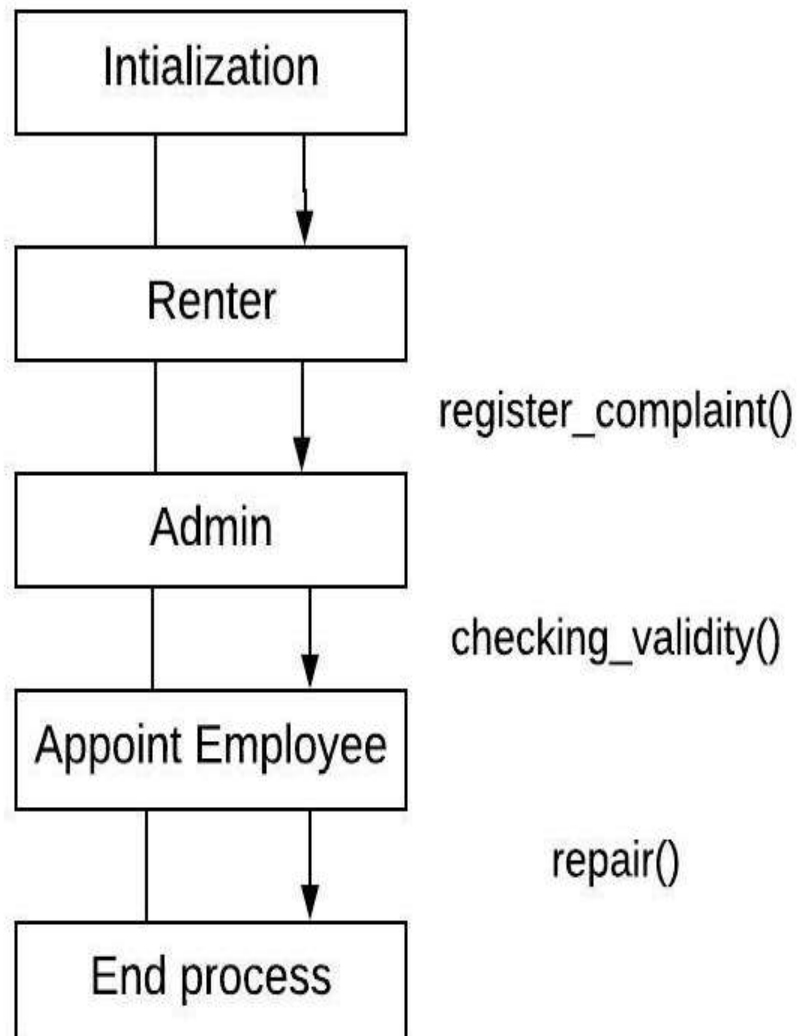 Intialization
Renter
register_complaint()
Admin
checking_validity()
Appoint Employee
repair()
End process